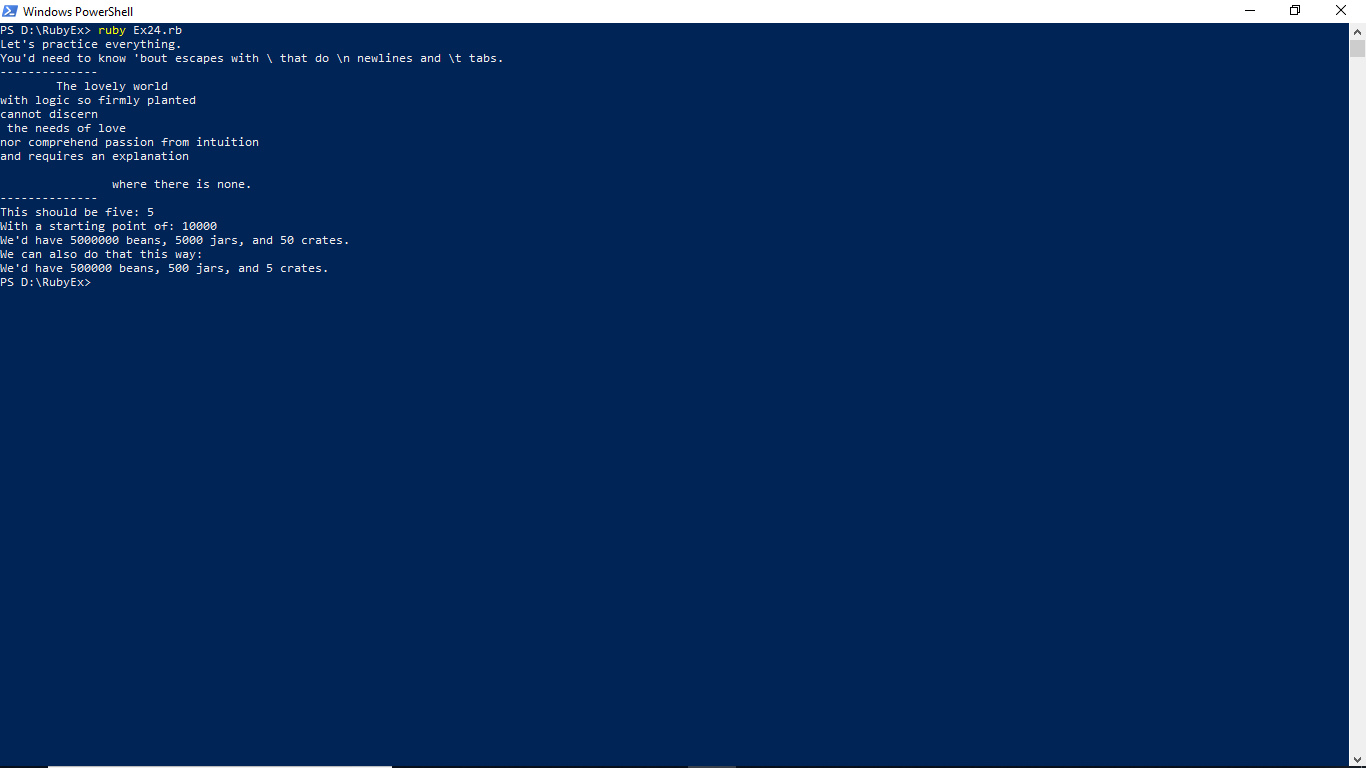 Windows PowerShell
PS D:\RubyEx> ruby Ex24.rb
Let's practice everything.
You'd need to know 'bout escapes with \ that do \n newlines and \t tabs.
--------------
        The lovely world
with logic so firmly planted
cannot discern
 the needs of love
nor comprehend passion from intuition
and requires an explanation

                where there is none.
--------------
This should be five: 5
With a starting point of: 10000
We'd have 5000000 beans, 5000 jars, and 50 crates.
We can also do that this way:
We'd have 500000 beans, 500 jars, and 5 crates.
PS D:\RubyEx>